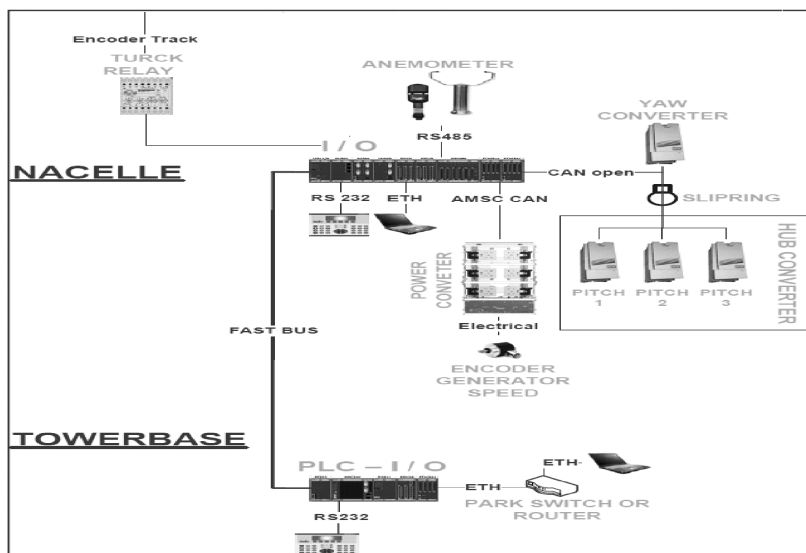 Encoder Track
TURCK
RELAY
ANEMOMETER
YAW
CONVERTER
RS485
I / O
NACELLE
CAN open
RS 232
ETH
AMSC CAN
SLIPRING
POWER
CONVETER
HUB CONVERTER
PITCH
1
PITCH
2
PITCH
3
Electrical
FAST BUS
ENCODER
GENERATOR
SPEED
TOWERBASE
PLC – I / O
ETH-
ETH
PARK SWITCH OR
ROUTER
RS232